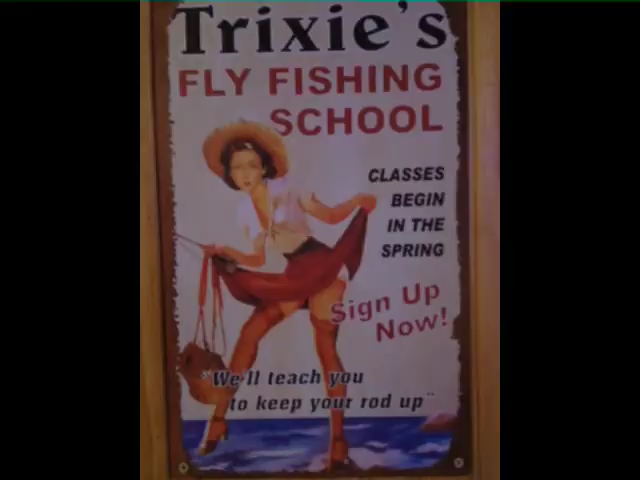 Trixie's
FLY FISHING
SCHOOL
CLASSES
BEGIN
IN THE
SPRING
Sign Up
Now!
"We'll teach you
to keep your rod up"